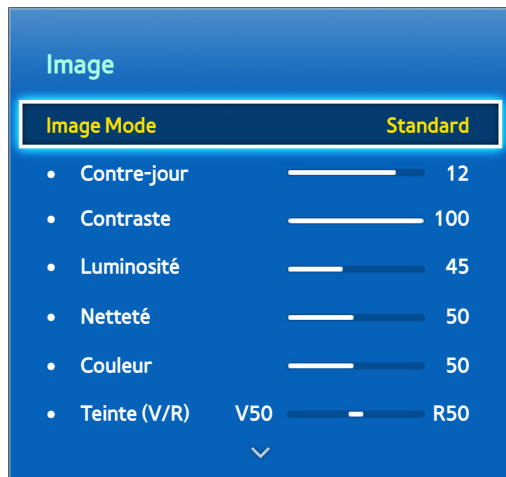 Image
Image Mode Standard
• Contre-jour 12
• Contraste 100
• Luminosité 45
• Netteté 50
• Couleur 50
• Teinte (V/R) V50 R50